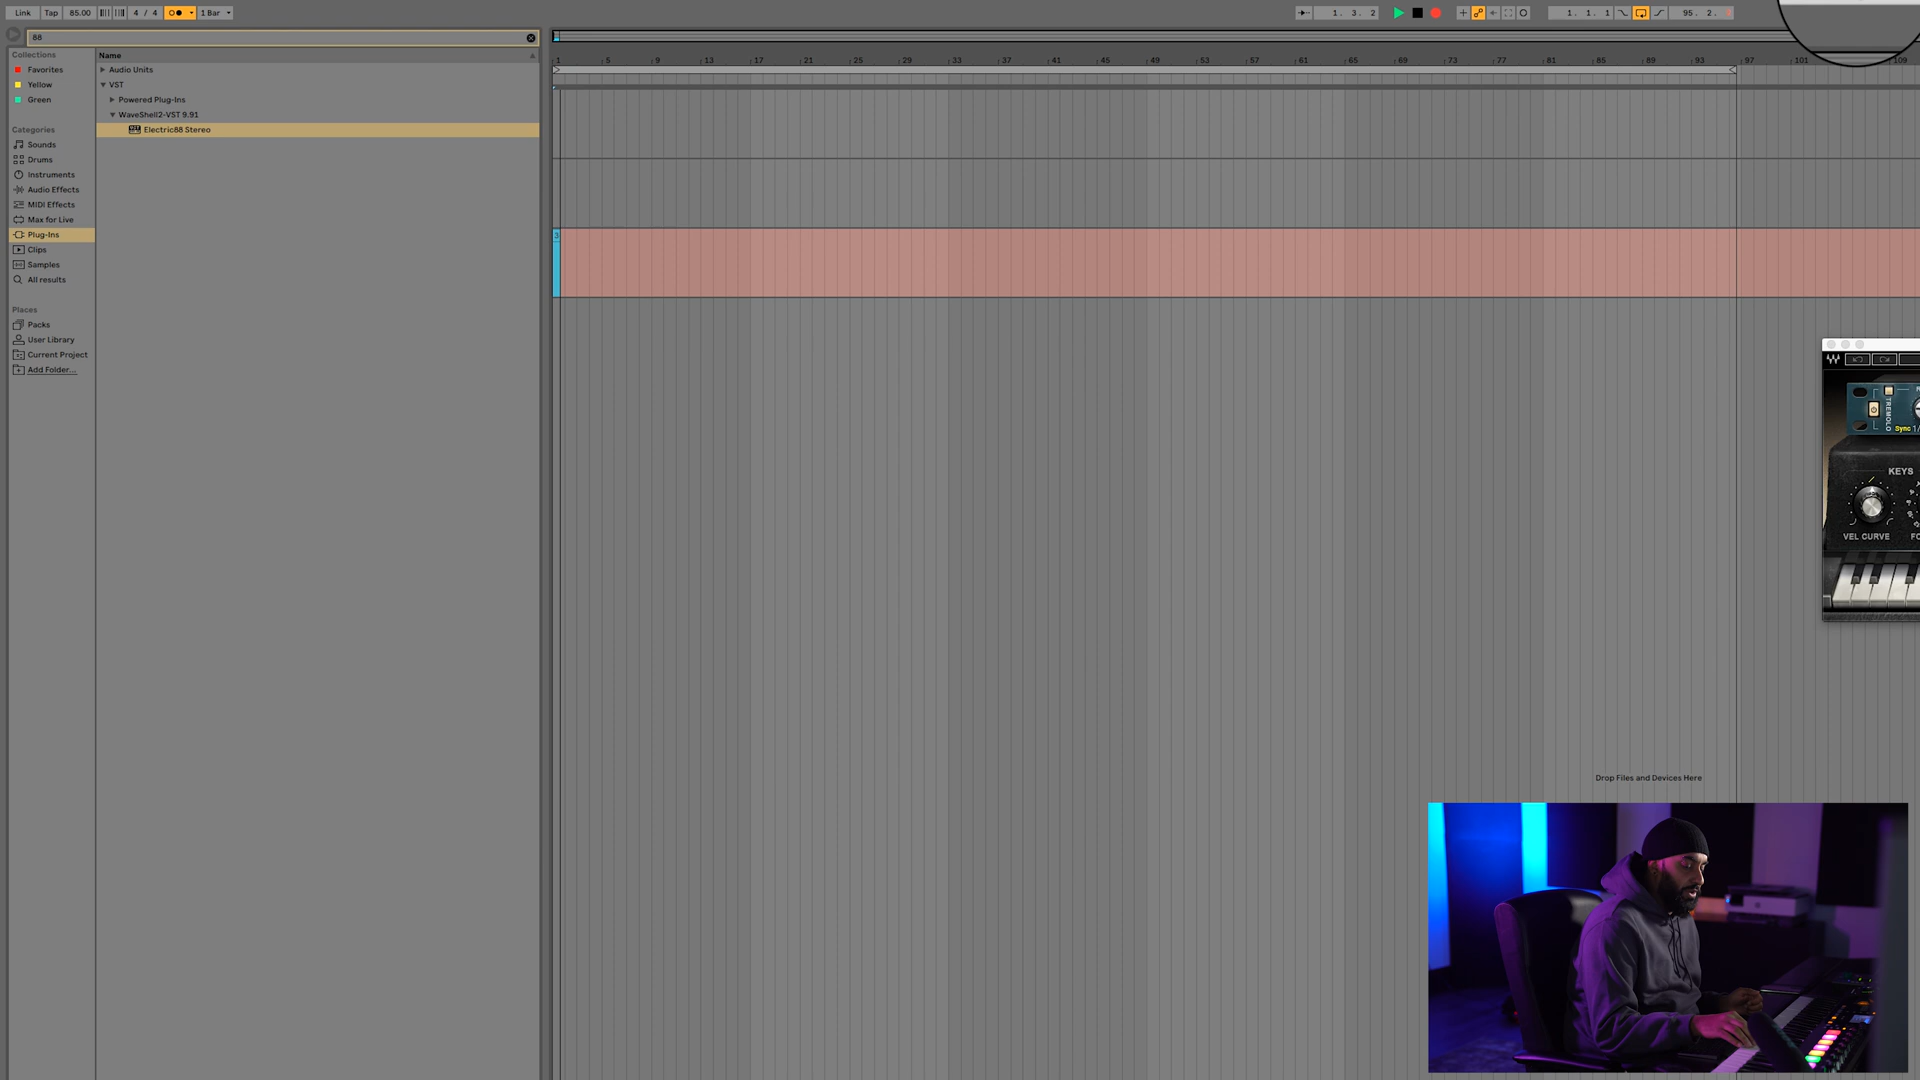 Link Tap 85.00 4 / 4 1 Bar
1. 3. 2
1. 1. 1
95. 2.
88
Collections
Favorites
Yellow
Green
Categories
Sounds
Drums
Instruments
Audio Effects
MIDI Effects
Max for Live
Plug-Ins
Clips
Samples
All results
Places
Packs
User Library
Current Project
Add Folder...
Name
Audio Units
VST
Powered Plug-Ins
WaveShell2-VST 9.91
Electric88 Stereo
1 5 9 13 17 21 25 29 33 37 41 45 49 53 57 61 65 69 73 77 81 85 89 93 97 101 109
3
TREMOLO
Sync 1/
KEYS
VEL CURVE
Drop Files and Devices Here